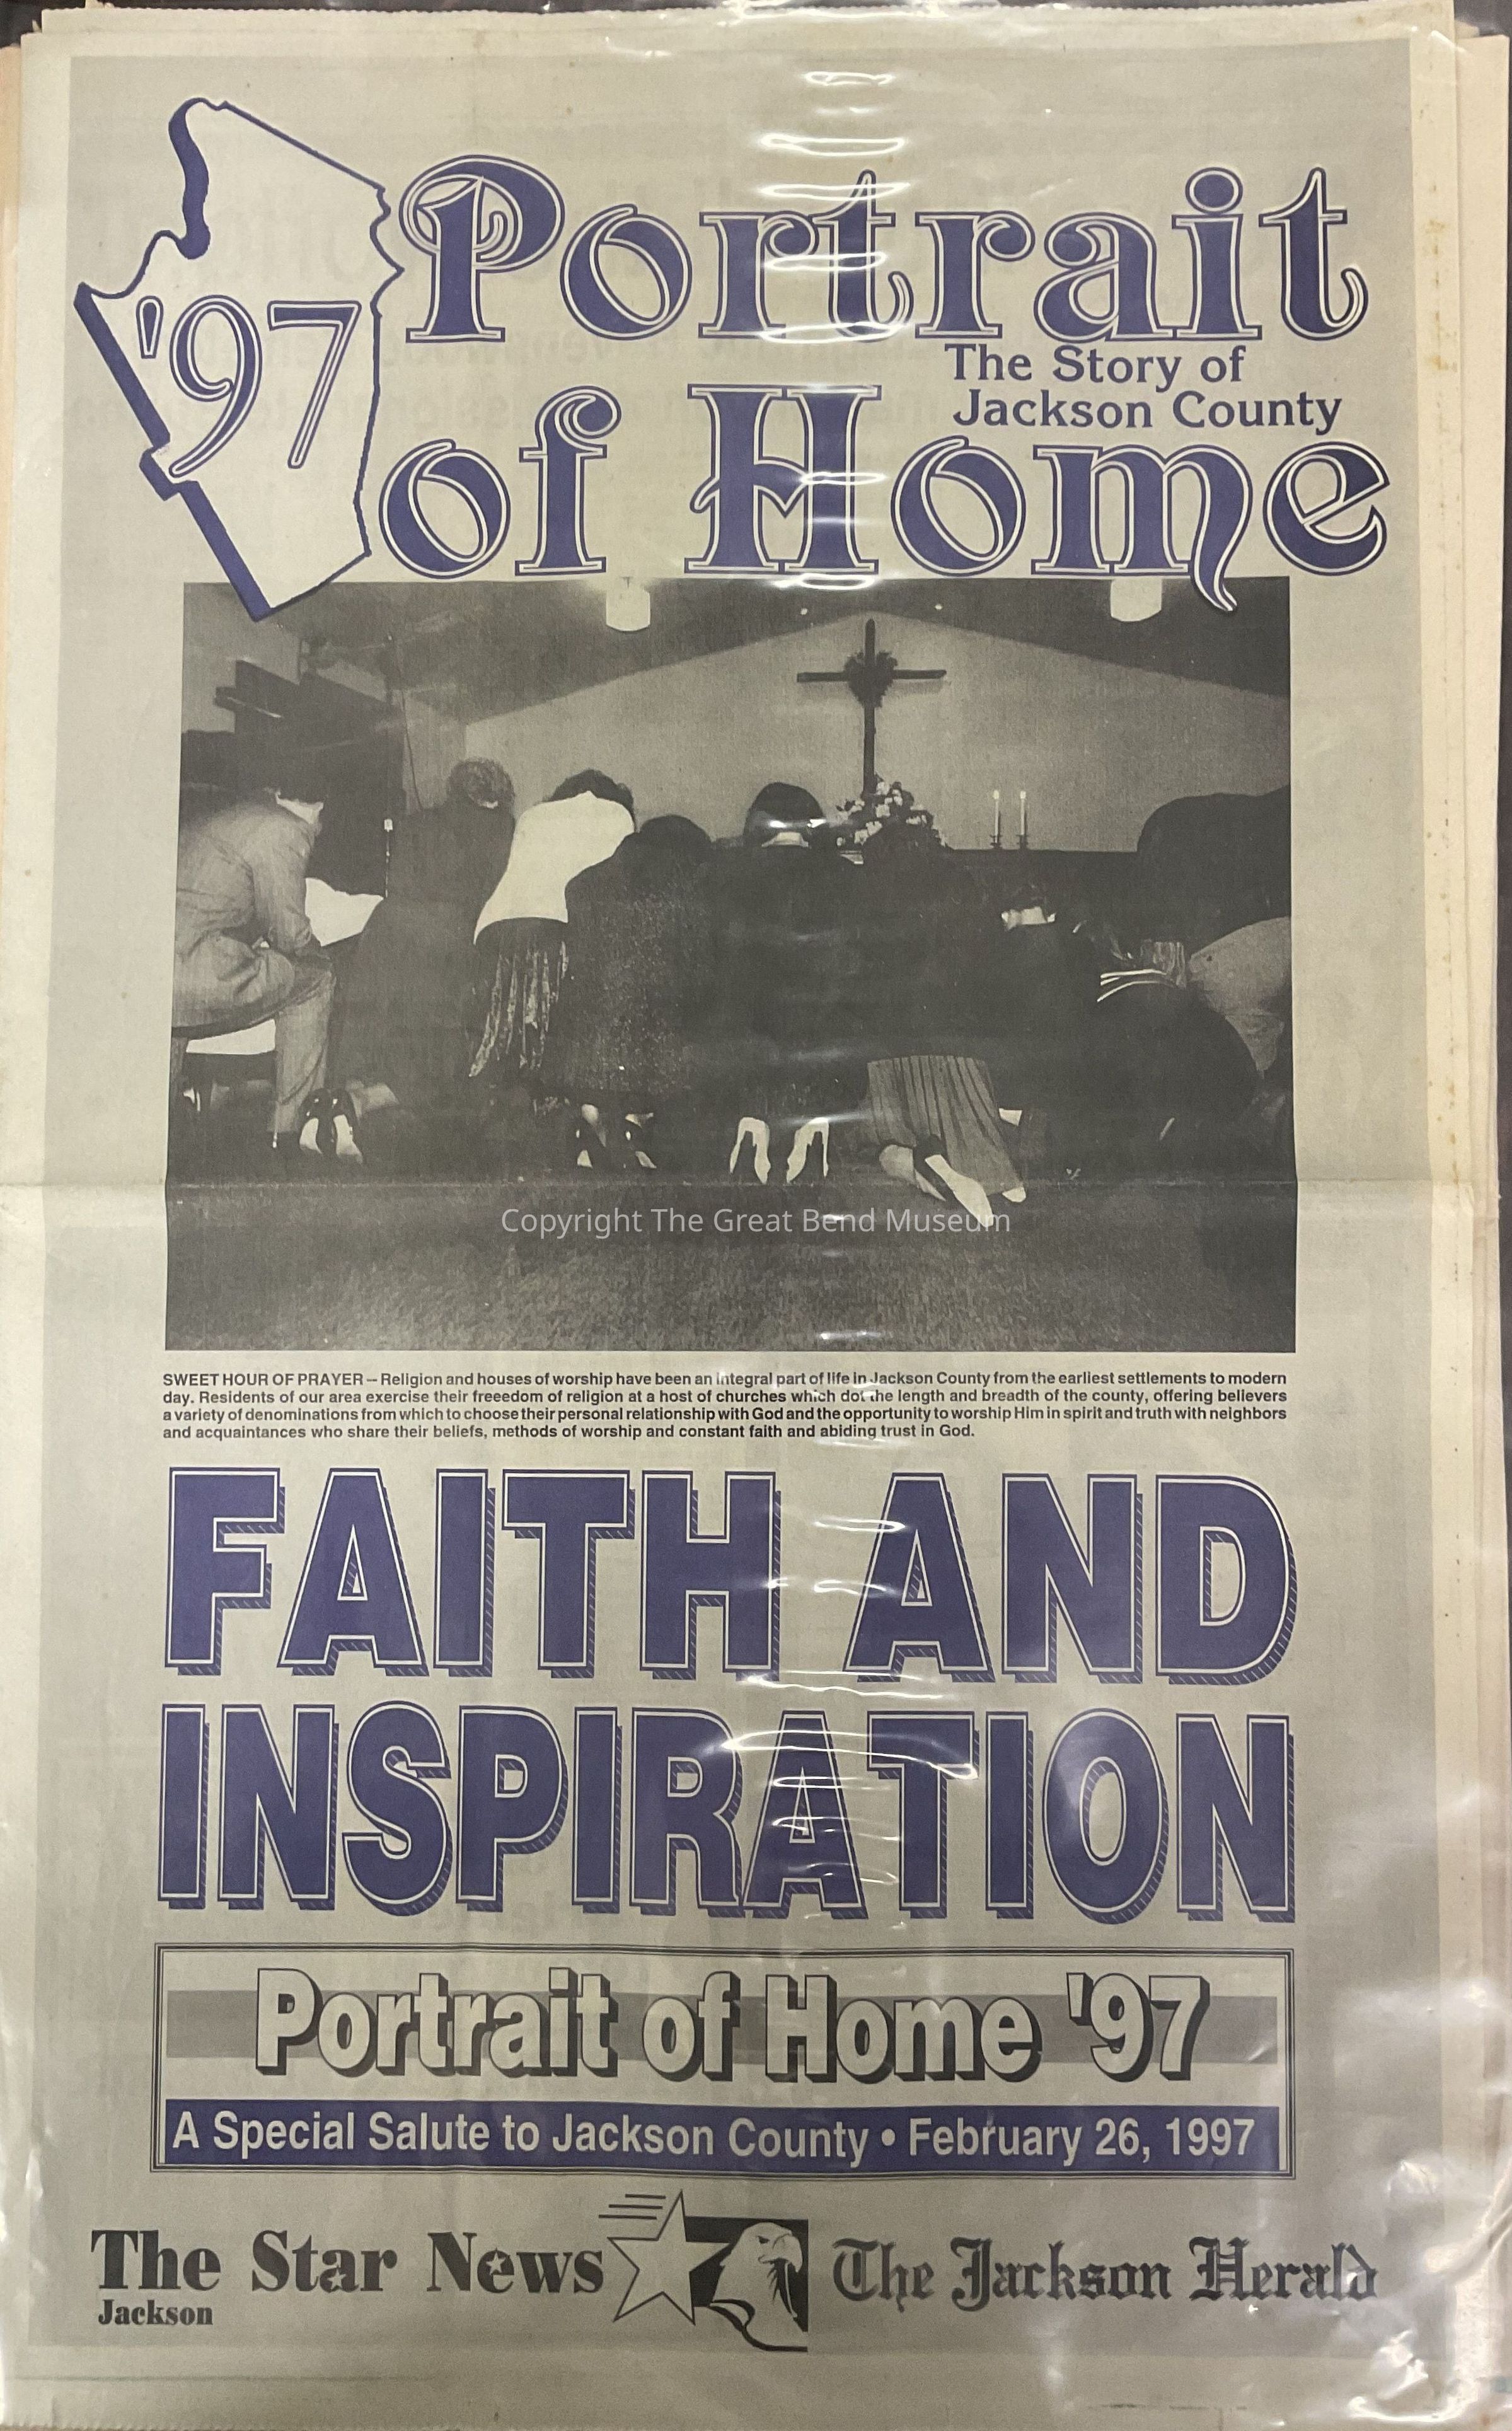 '97
Portrait
The Story of
Jackson County
of Home
Copyright The Great Bend Museum
SWEET HOUR OF PRAYER – Religion and houses of worship have been an integral part of life in Jackson County from the earliest settlements to modern
day. Residents of our area exercise their freeedom of religion at a host of churches which dot the length and breadth of the county, offering believers
a variety of denominations from which to choose their personal relationship with God and the opportunity to worship Him in spirit and truth with neighbors
and acquaintances who share their beliefs, methods of worship and constant faith and abiding trust in God.
FAITH AND
INSPIRATION
Portrait of Home '97
A Special Salute to Jackson County • February 26, 1997
The Star News
Jackson
The Jackson Herald